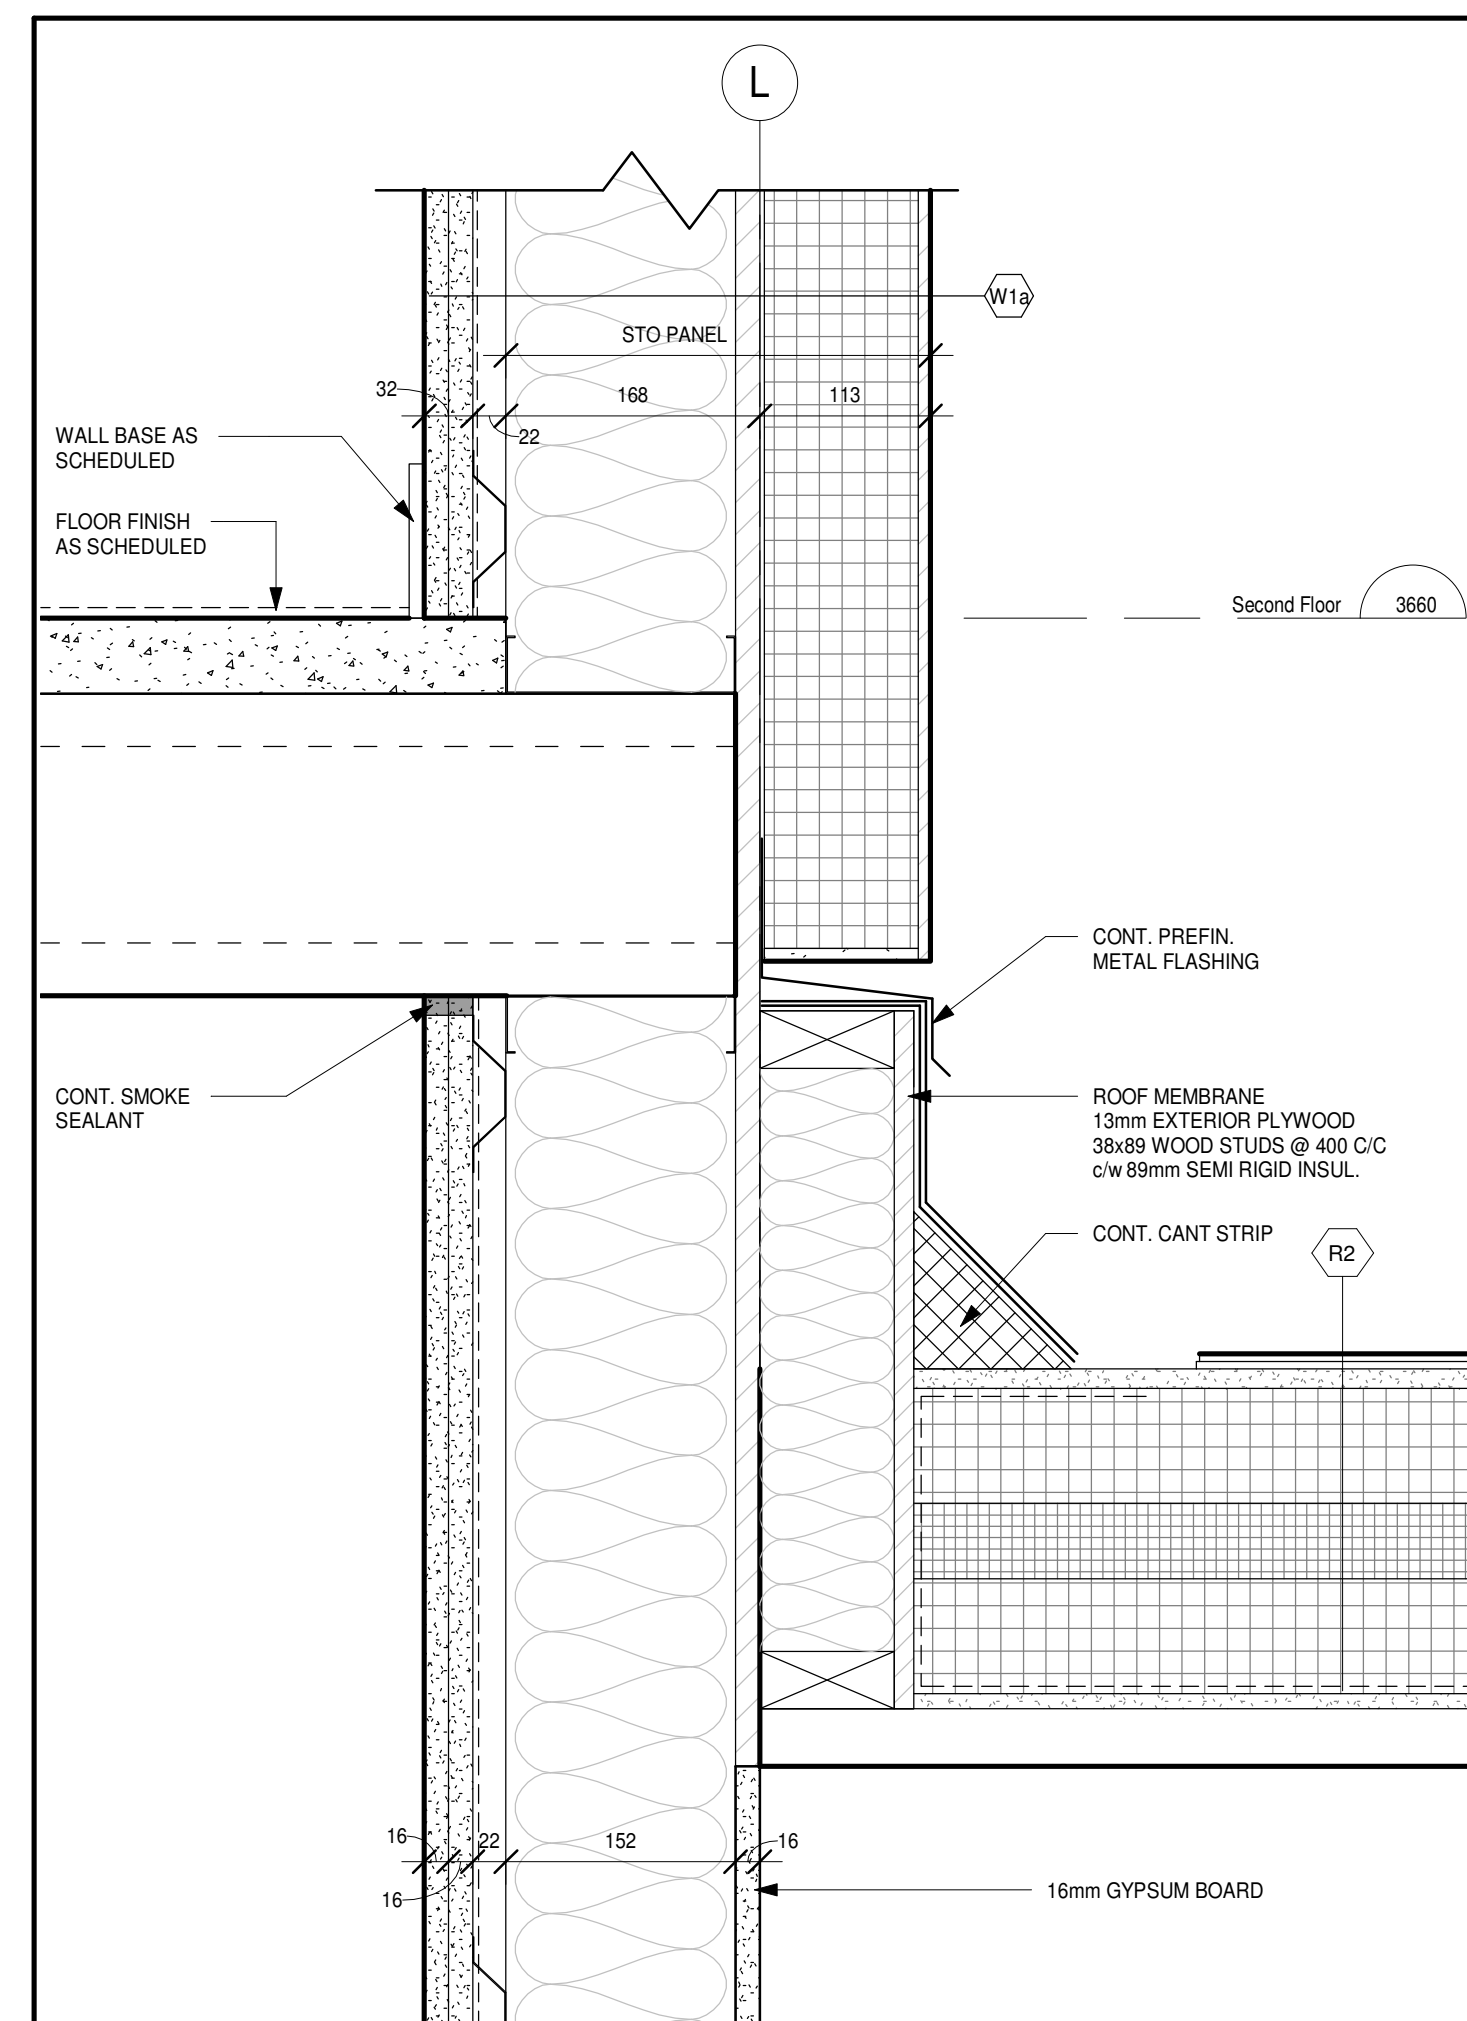 L
W1a
STO PANEL
32
168
113
22
WALL BASE AS
SCHEDULED
FLOOR FINISH
AS SCHEDULED
Second Floor 3660
CONT. PREFIN.
METAL FLASHING
CONT. SMOKE
SEALANT
ROOF MEMBRANE
13mm EXTERIOR PLYWOOD
38x89 WOOD STUDS @ 400 C/C
c/w 89mm SEMI RIGID INSUL.
CONT. CANT STRIP
R2
16
22
152
16
16
16mm GYPSUM BOARD